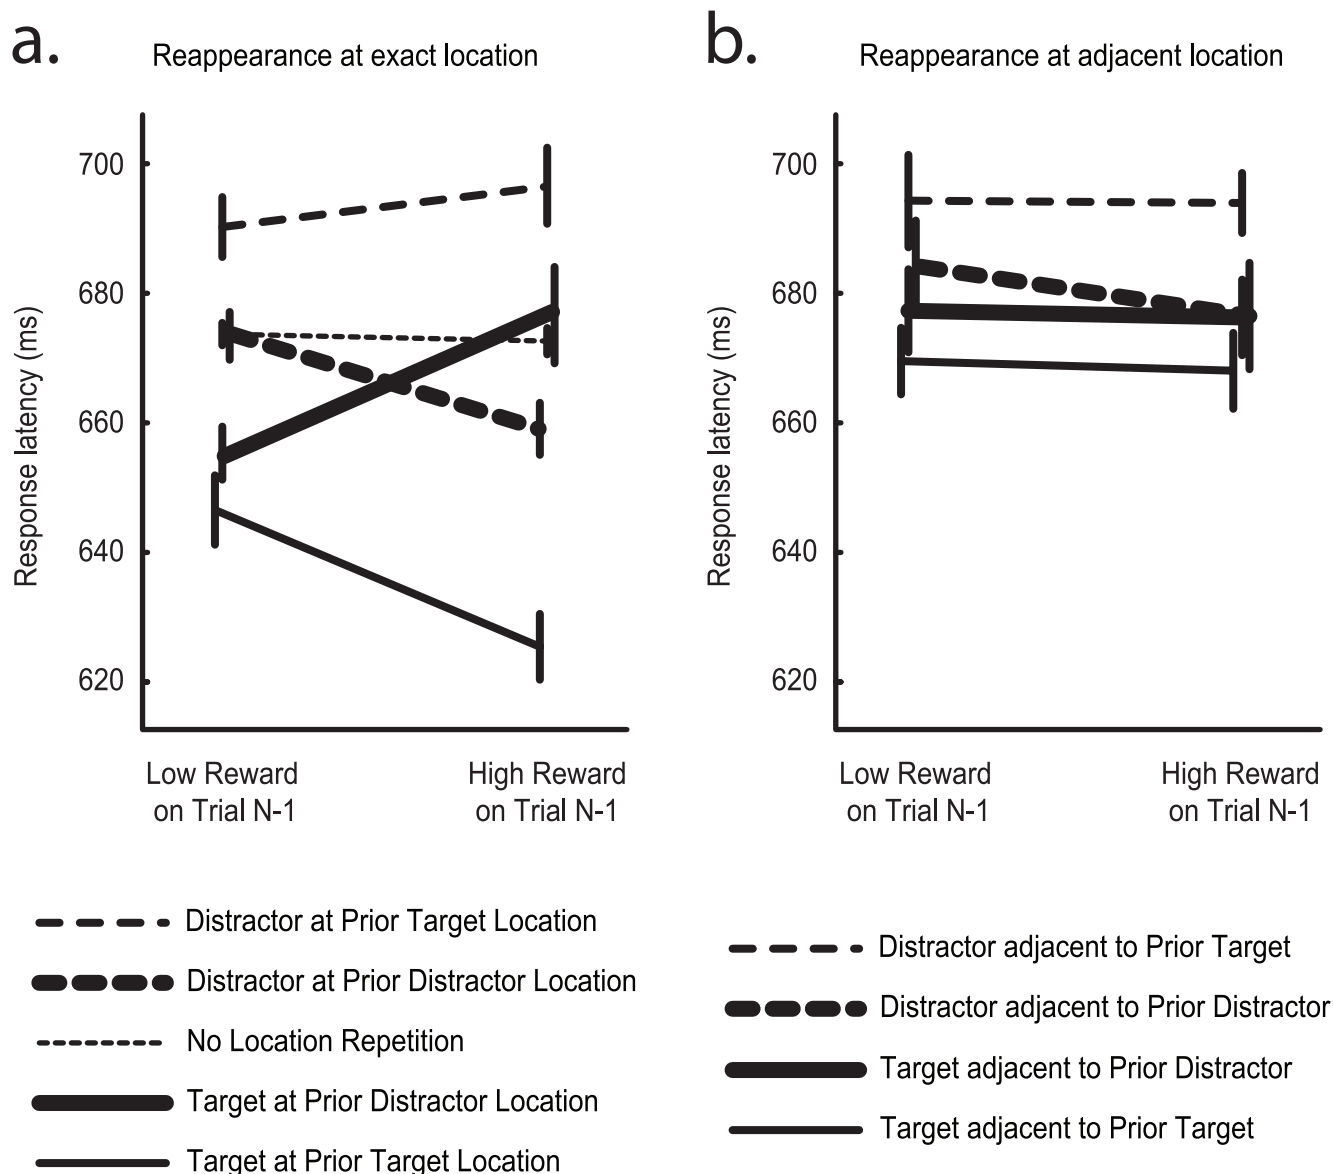 a.
Reappearance at exact location
Response latency (ms)
700
680
660
640
620
Low Reward
on Trial N-1
High Reward
on Trial N-1
Distractor at Prior Target Location
Distractor at Prior Distractor Location
No Location Repetition
Target at Prior Distractor Location
Target at Prior Target Location
b.
Reappearance at adjacent location
Response latency (ms)
700
680
660
640
620
Low Reward
on Trial N-1
High Reward
on Trial N-1
Distractor adjacent to Prior Target
Distractor adjacent to Prior Distractor
Target adjacent to Prior Distractor
Target adjacent to Prior Target